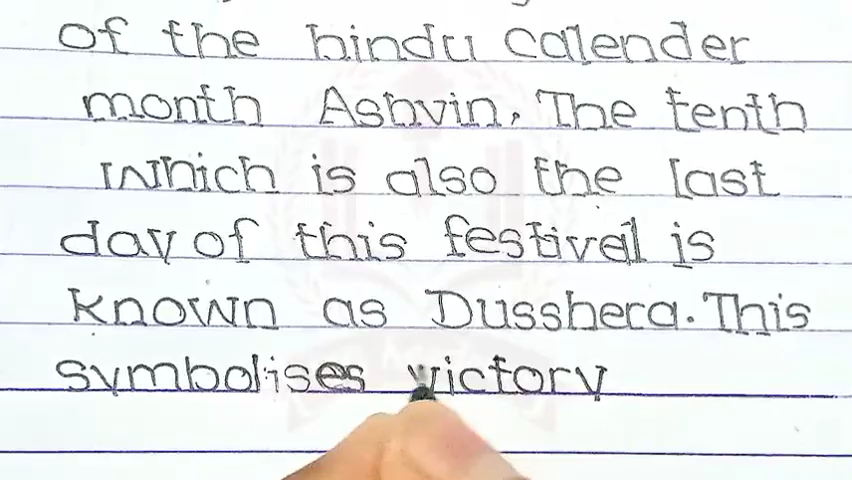 of the hindu calender
month Ashvin. The tenth
which is also the last
day of this festival is
known as Dusshera. This
symbolises victory